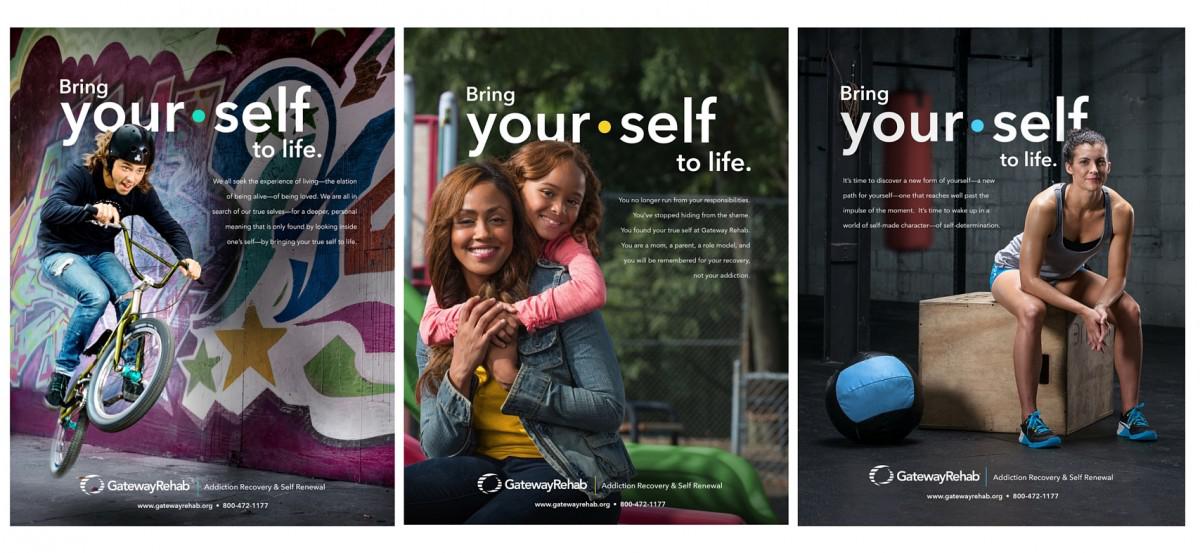 Bring
your•self
to life.
We all seek the experience of living—the elation
of being alive—of being loved. We are all in
search of our true selves—for a deeper, personal
meaning that is only found by looking inside
one's self—by bringing your true self to life.
GatewayRehab | Addiction Recovery & Self Renewal
www.gatewayrehab.org • 800-472-1177
Bring
your•self
to life.
You no longer run from your responsibilities.
You've stopped hiding from the shame.
You found your true self at Gateway Rehab.
You are a mom, a parent, a role model, and
you will be remembered for your recovery,
not your addiction.
GatewayRehab | Addiction Recovery & Self Renewal
www.gatewayrehab.org • 800-472-1177
Bring
your•self
to life.
It's time to discover a new form of yourself—a new
path for yourself—one that reaches well past the
impulse of the moment. It's time to wake up in a
world of self-made character—of self-determination.
GatewayRehab | Addiction Recovery & Self Renewal
www.gatewayrehab.org • 800-472-1177